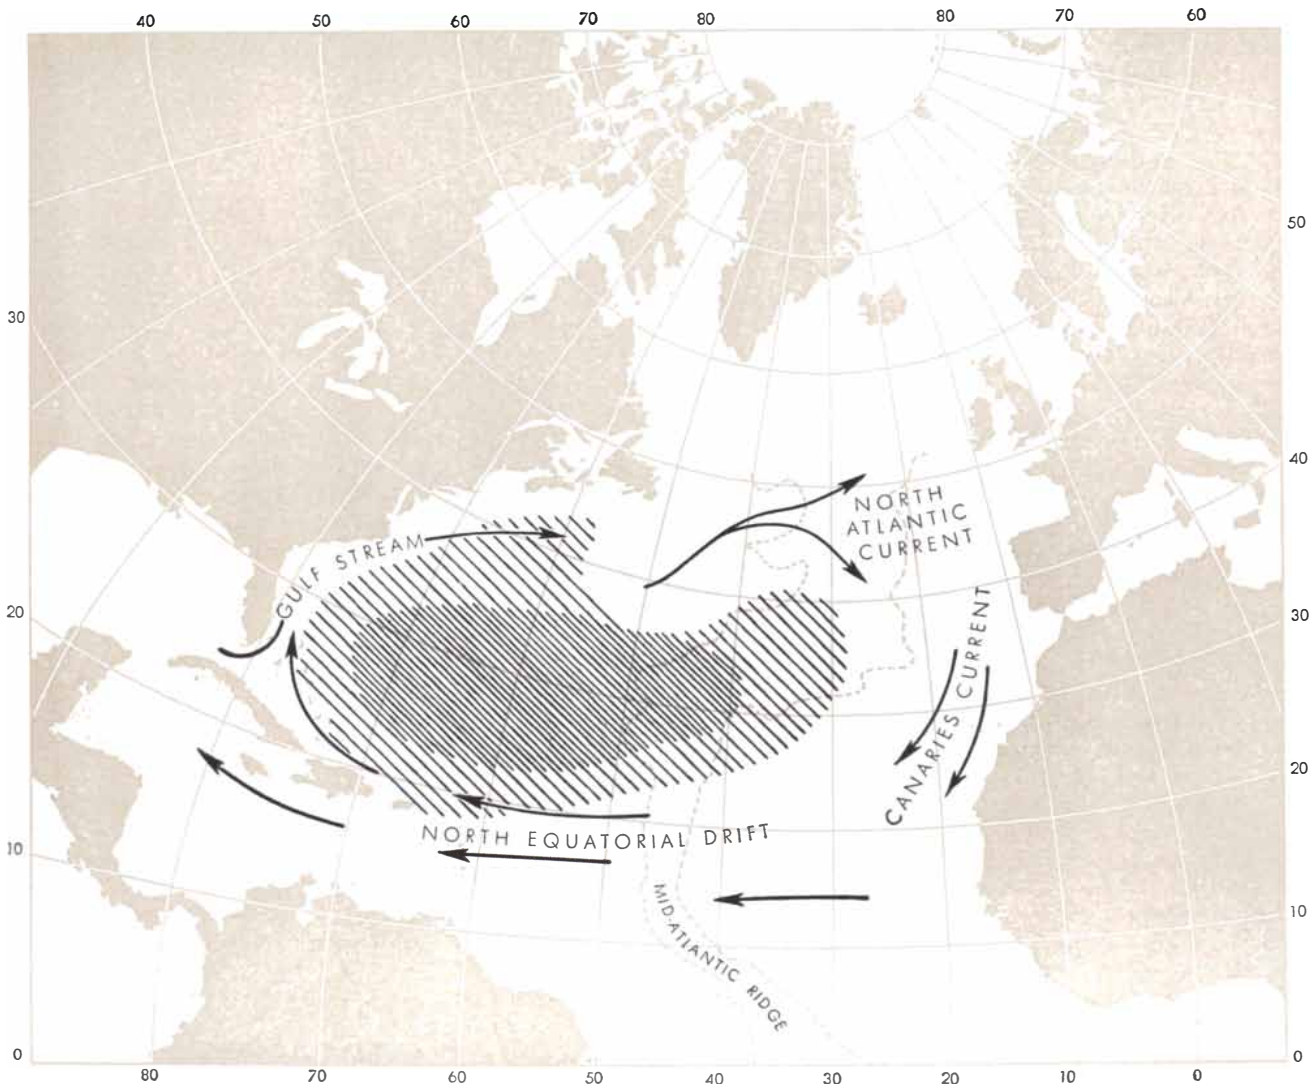 40 50 60 70 80 80 70 60
50
30
40
NORTH
ATLANTIC
CURRENT
GULF STREAM
20
30
CANARIES CURRENT
20
NORTH EQUATORIAL DRIFT
10
MID-ATLANTIC RIDGE
10
0
0
80 70 60 50 40 30 20 10 0